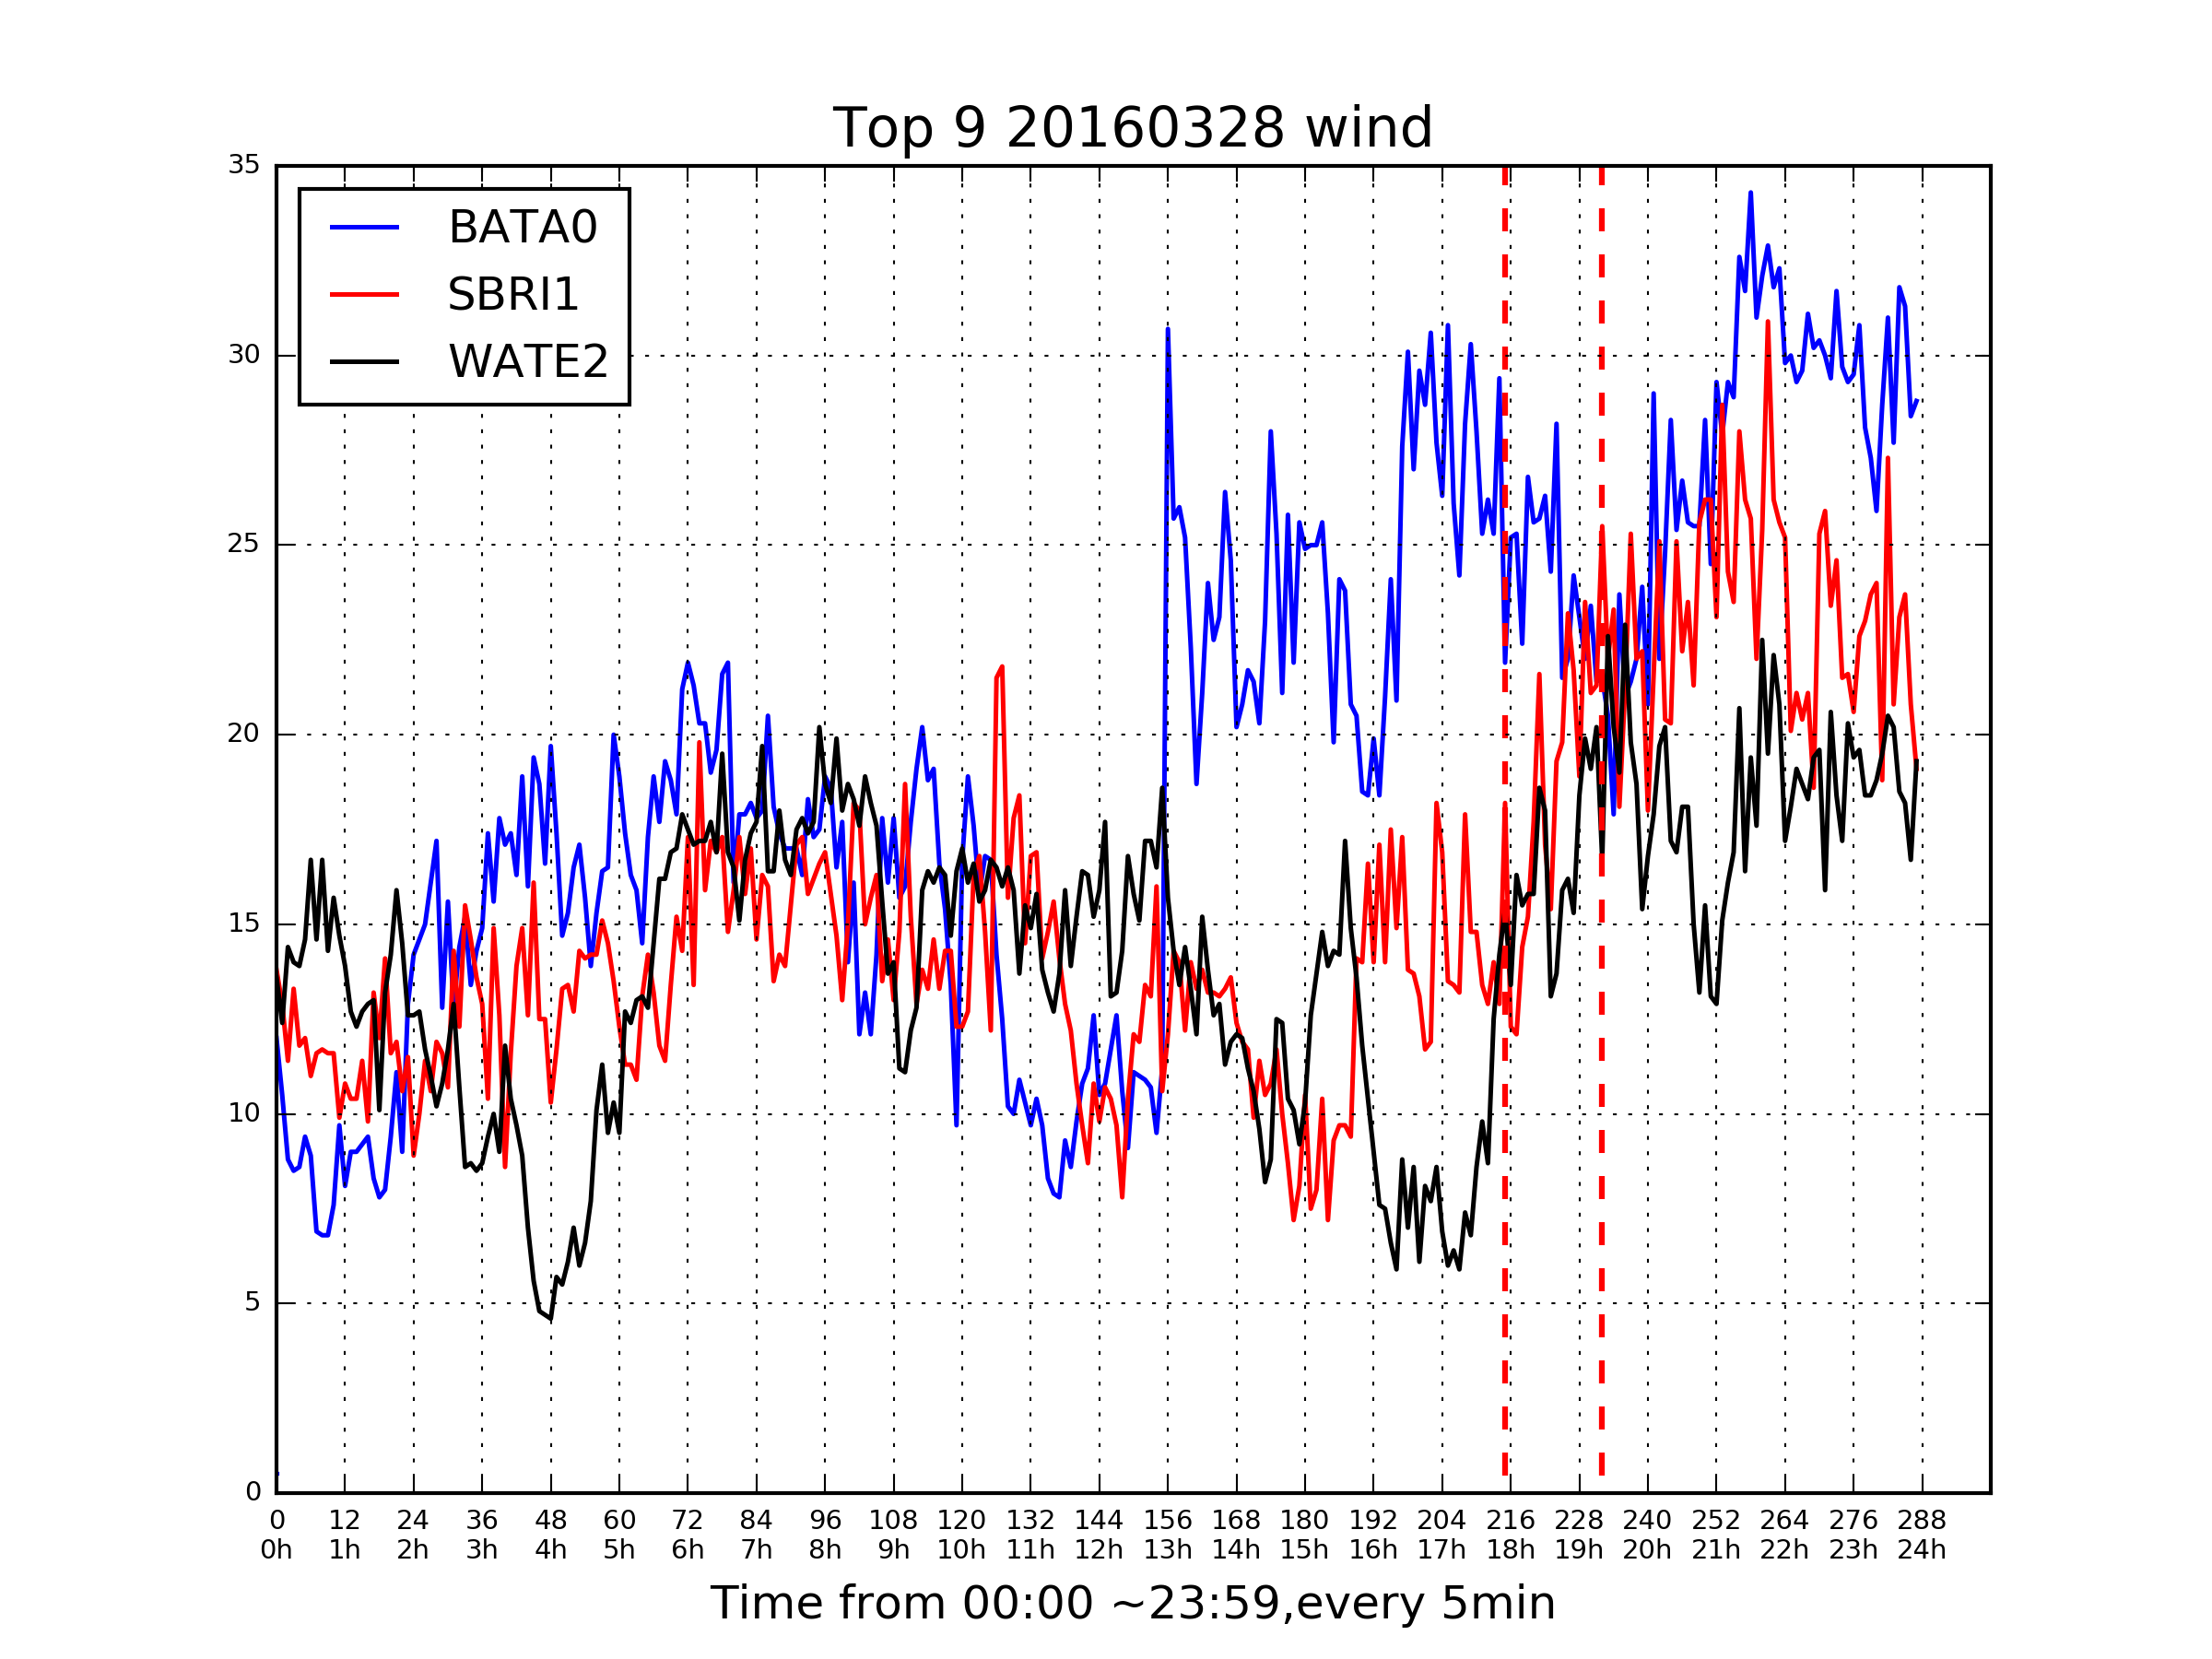 Top 9 20160328 wind
35
30
25
20
15
10
5
0
BATA0
SBRI1
WATE2
0 12 24 36 48 60 72 84 96 108 120 132 144 156 168 180 192 204 216 228 240 252 264 276 288
0h 1h 2h 3h 4h 5h 6h 7h 8h 9h 10h 11h 12h 13h 14h 15h 16h 17h 18h 19h 20h 21h 22h 23h 24h
Time from 00:00 ~23:59,every 5min